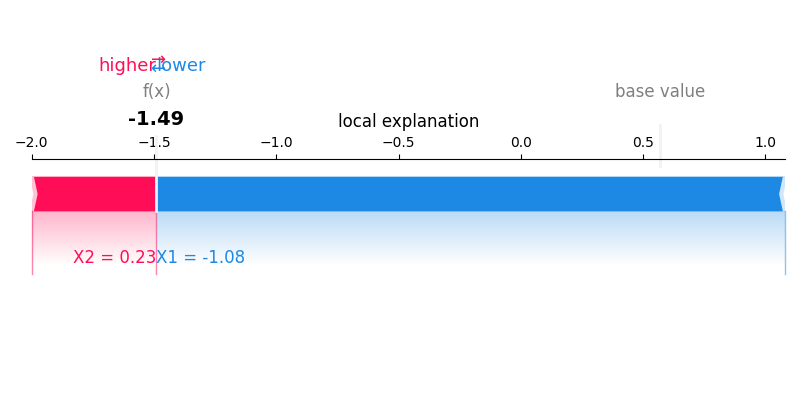 higher ⇄ lower
f(x)
base value
-1.49
local explanation
−2.0 −1.5 −1.0 −0.5 0.0 0.5 1.0
X2 = 0.23 X1 = -1.08